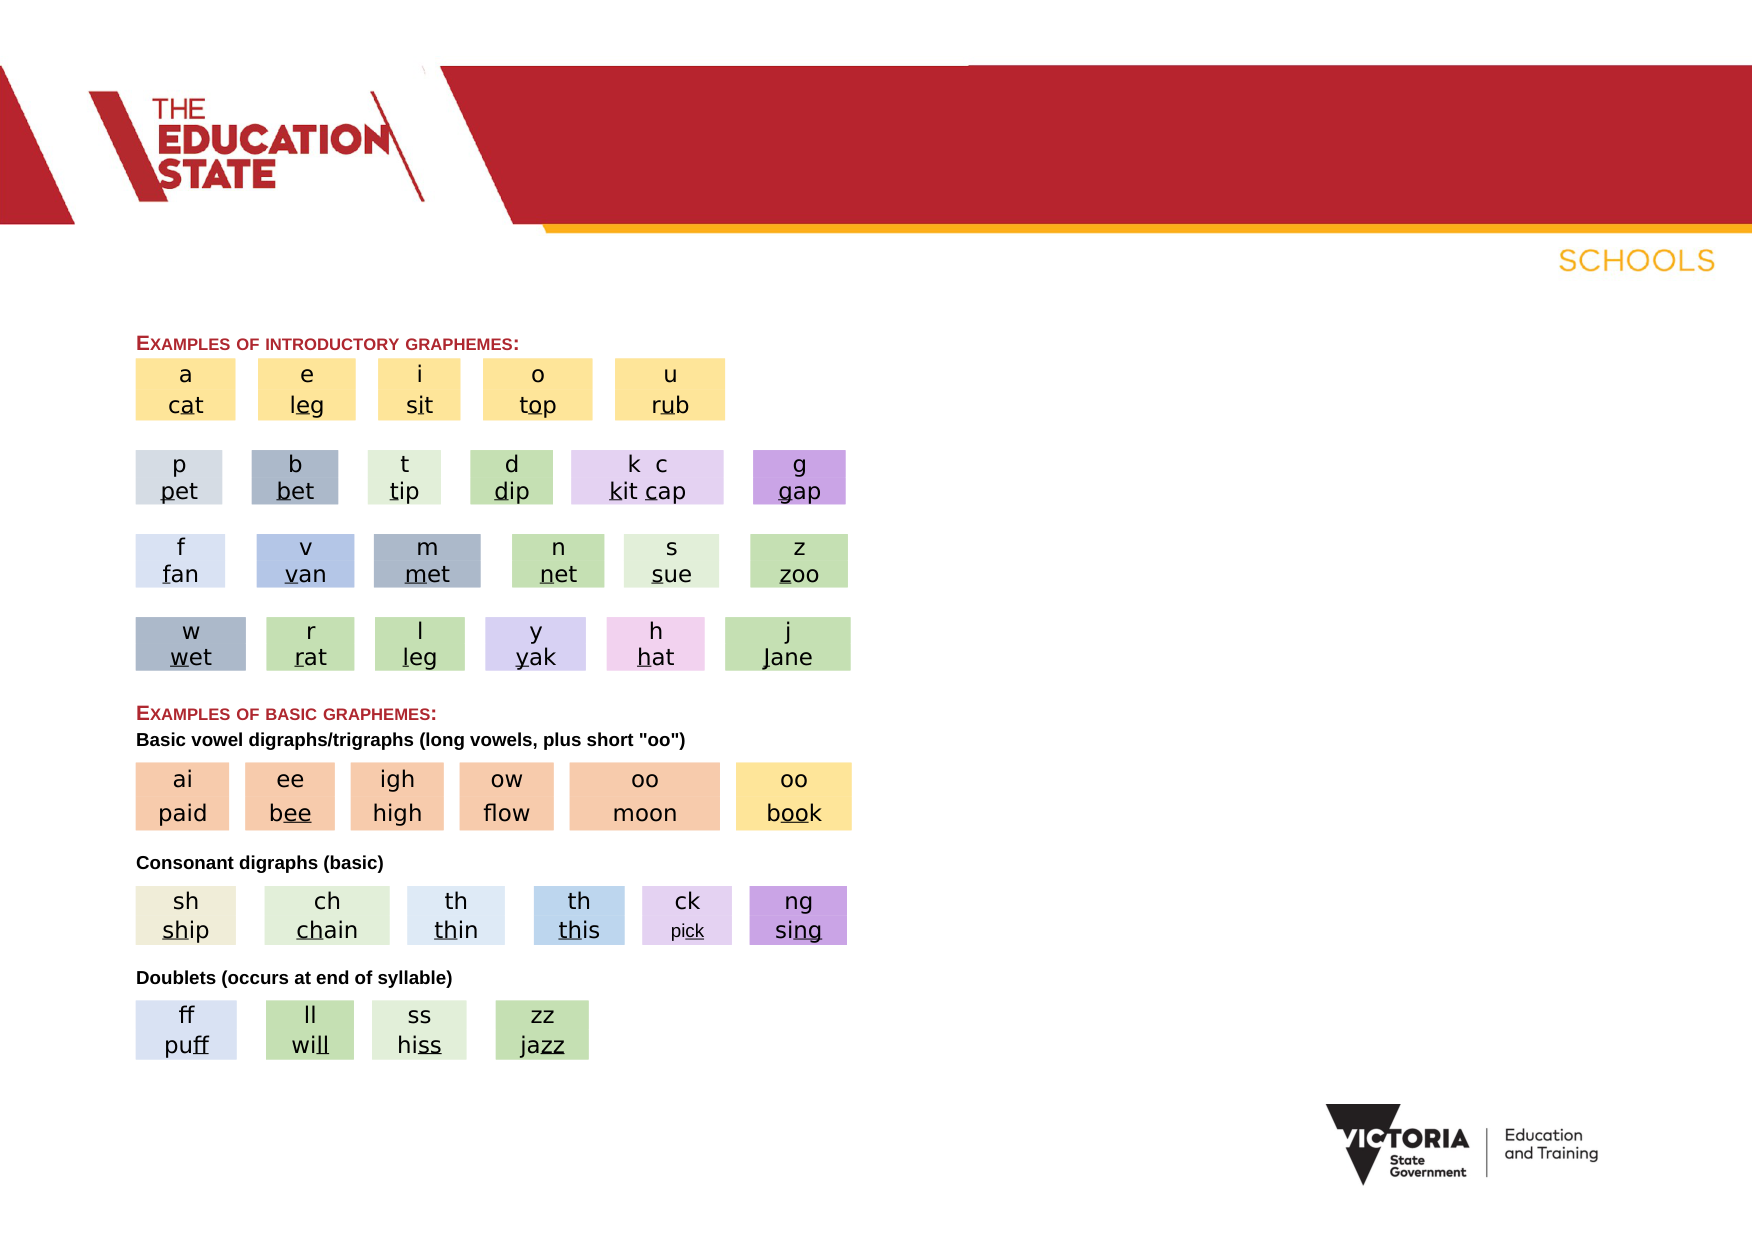 THE
EDUCATION
STATE
SCHOOLS
EXAMPLES OF INTRODUCTORY GRAPHEMES:
a e i o u
cat leg sit top rub
p b t d k c g
pet bet tip dip kit cap gap
f v m n s z
fan van met net sue zoo
w r l y h j
wet rat leg yak hat Jane
EXAMPLES OF BASIC GRAPHEMES:
Basic vowel digraphs/trigraphs (long vowels, plus short "oo")
ai ee igh ow oo oo
paid bee high flow moon book
Consonant digraphs (basic)
sh ch th th ck ng
ship chain thin this pick sing
Doublets (occurs at end of syllable)
ff ll ss zz
puff will hiss jazz
VICTORIA
State
Government
Education
and Training